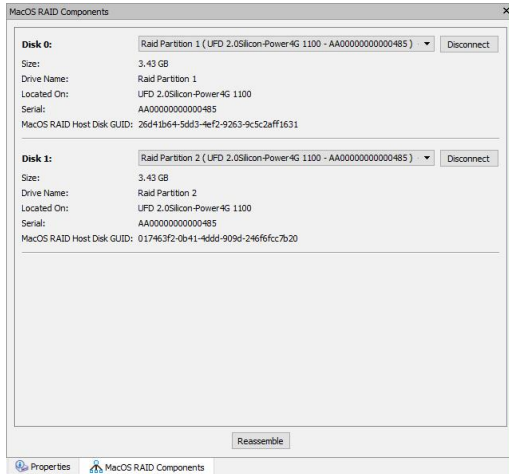 MacOS RAID Components
Disk 0: Raid Partition 1 ( UFD 2.0Silicon-Power4G 1100 - AA00000000000485 ) Disconnect
Size: 3.43 GB
Drive Name: Raid Partition 1
Located On: UFD 2.0Silicon-Power4G 1100
Serial: AA00000000000485
MacOS RAID Host Disk GUID: 26d41b64-5dd3-4ef2-9263-9c5c2aff1631
Disk 1: Raid Partition 2 ( UFD 2.0Silicon-Power4G 1100 - AA00000000000485 ) Disconnect
Size: 3.43 GB
Drive Name: Raid Partition 2
Located On: UFD 2.0Silicon-Power4G 1100
Serial: AA00000000000485
MacOS RAID Host Disk GUID: 017463f2-0b41-4ddd-909d-246f6fcc7b20
Reassemble
Properties MacOS RAID Components